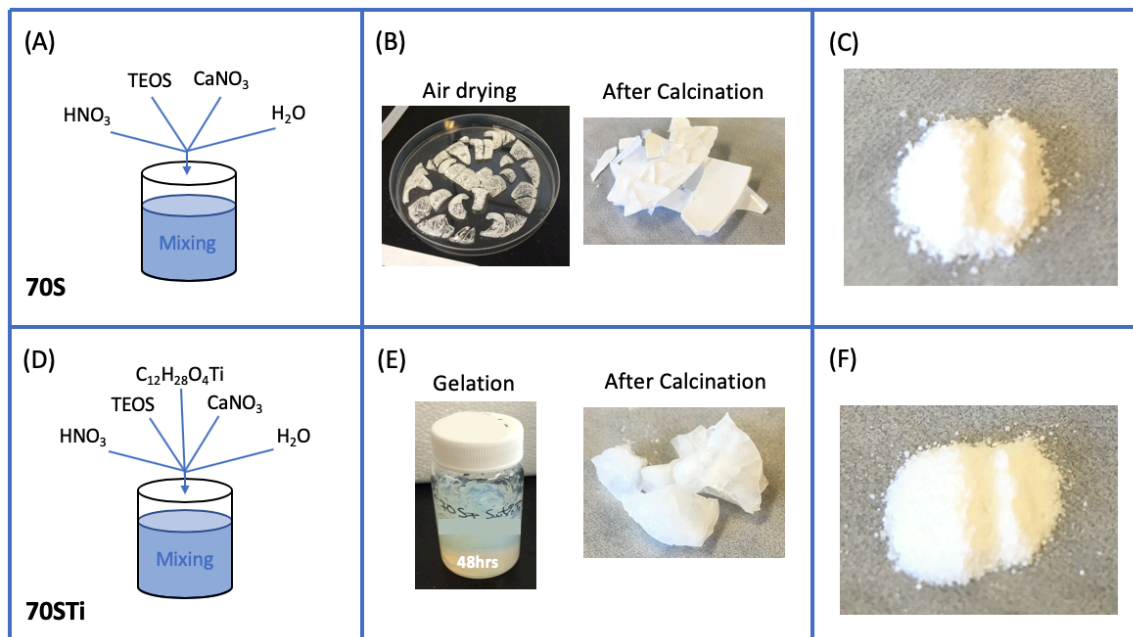 (A)
TEOS
CaNO₃
HNO₃
H₂O
Mixing
70S
(B)
Air drying
After Calcination
(C)
(D)
C₁₂H₂₈O₄Ti
TEOS
CaNO₃
HNO₃
H₂O
Mixing
70STi
(E)
Gelation
After Calcination
48hrs
(F)